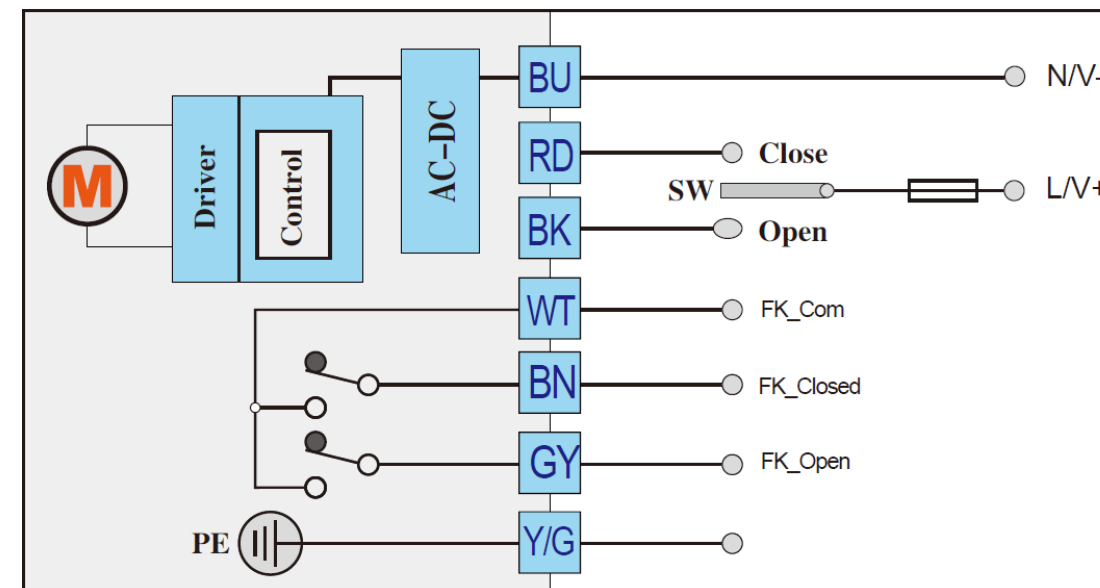 BU
N/V-
RD
Close
SW
L/V+
BK
Open
M
Driver
Control
AC-DC
WT
FK_Com
BN
FK_Closed
GY
FK_Open
PE
Y/G